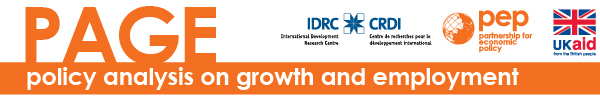 PAGE
IDRC CRDI
International Development
Research Centre
Centre de recherches pour le
développement international
pep
partnership for
economic
policy
UKaid
from the British people
policy analysis on growth and employment